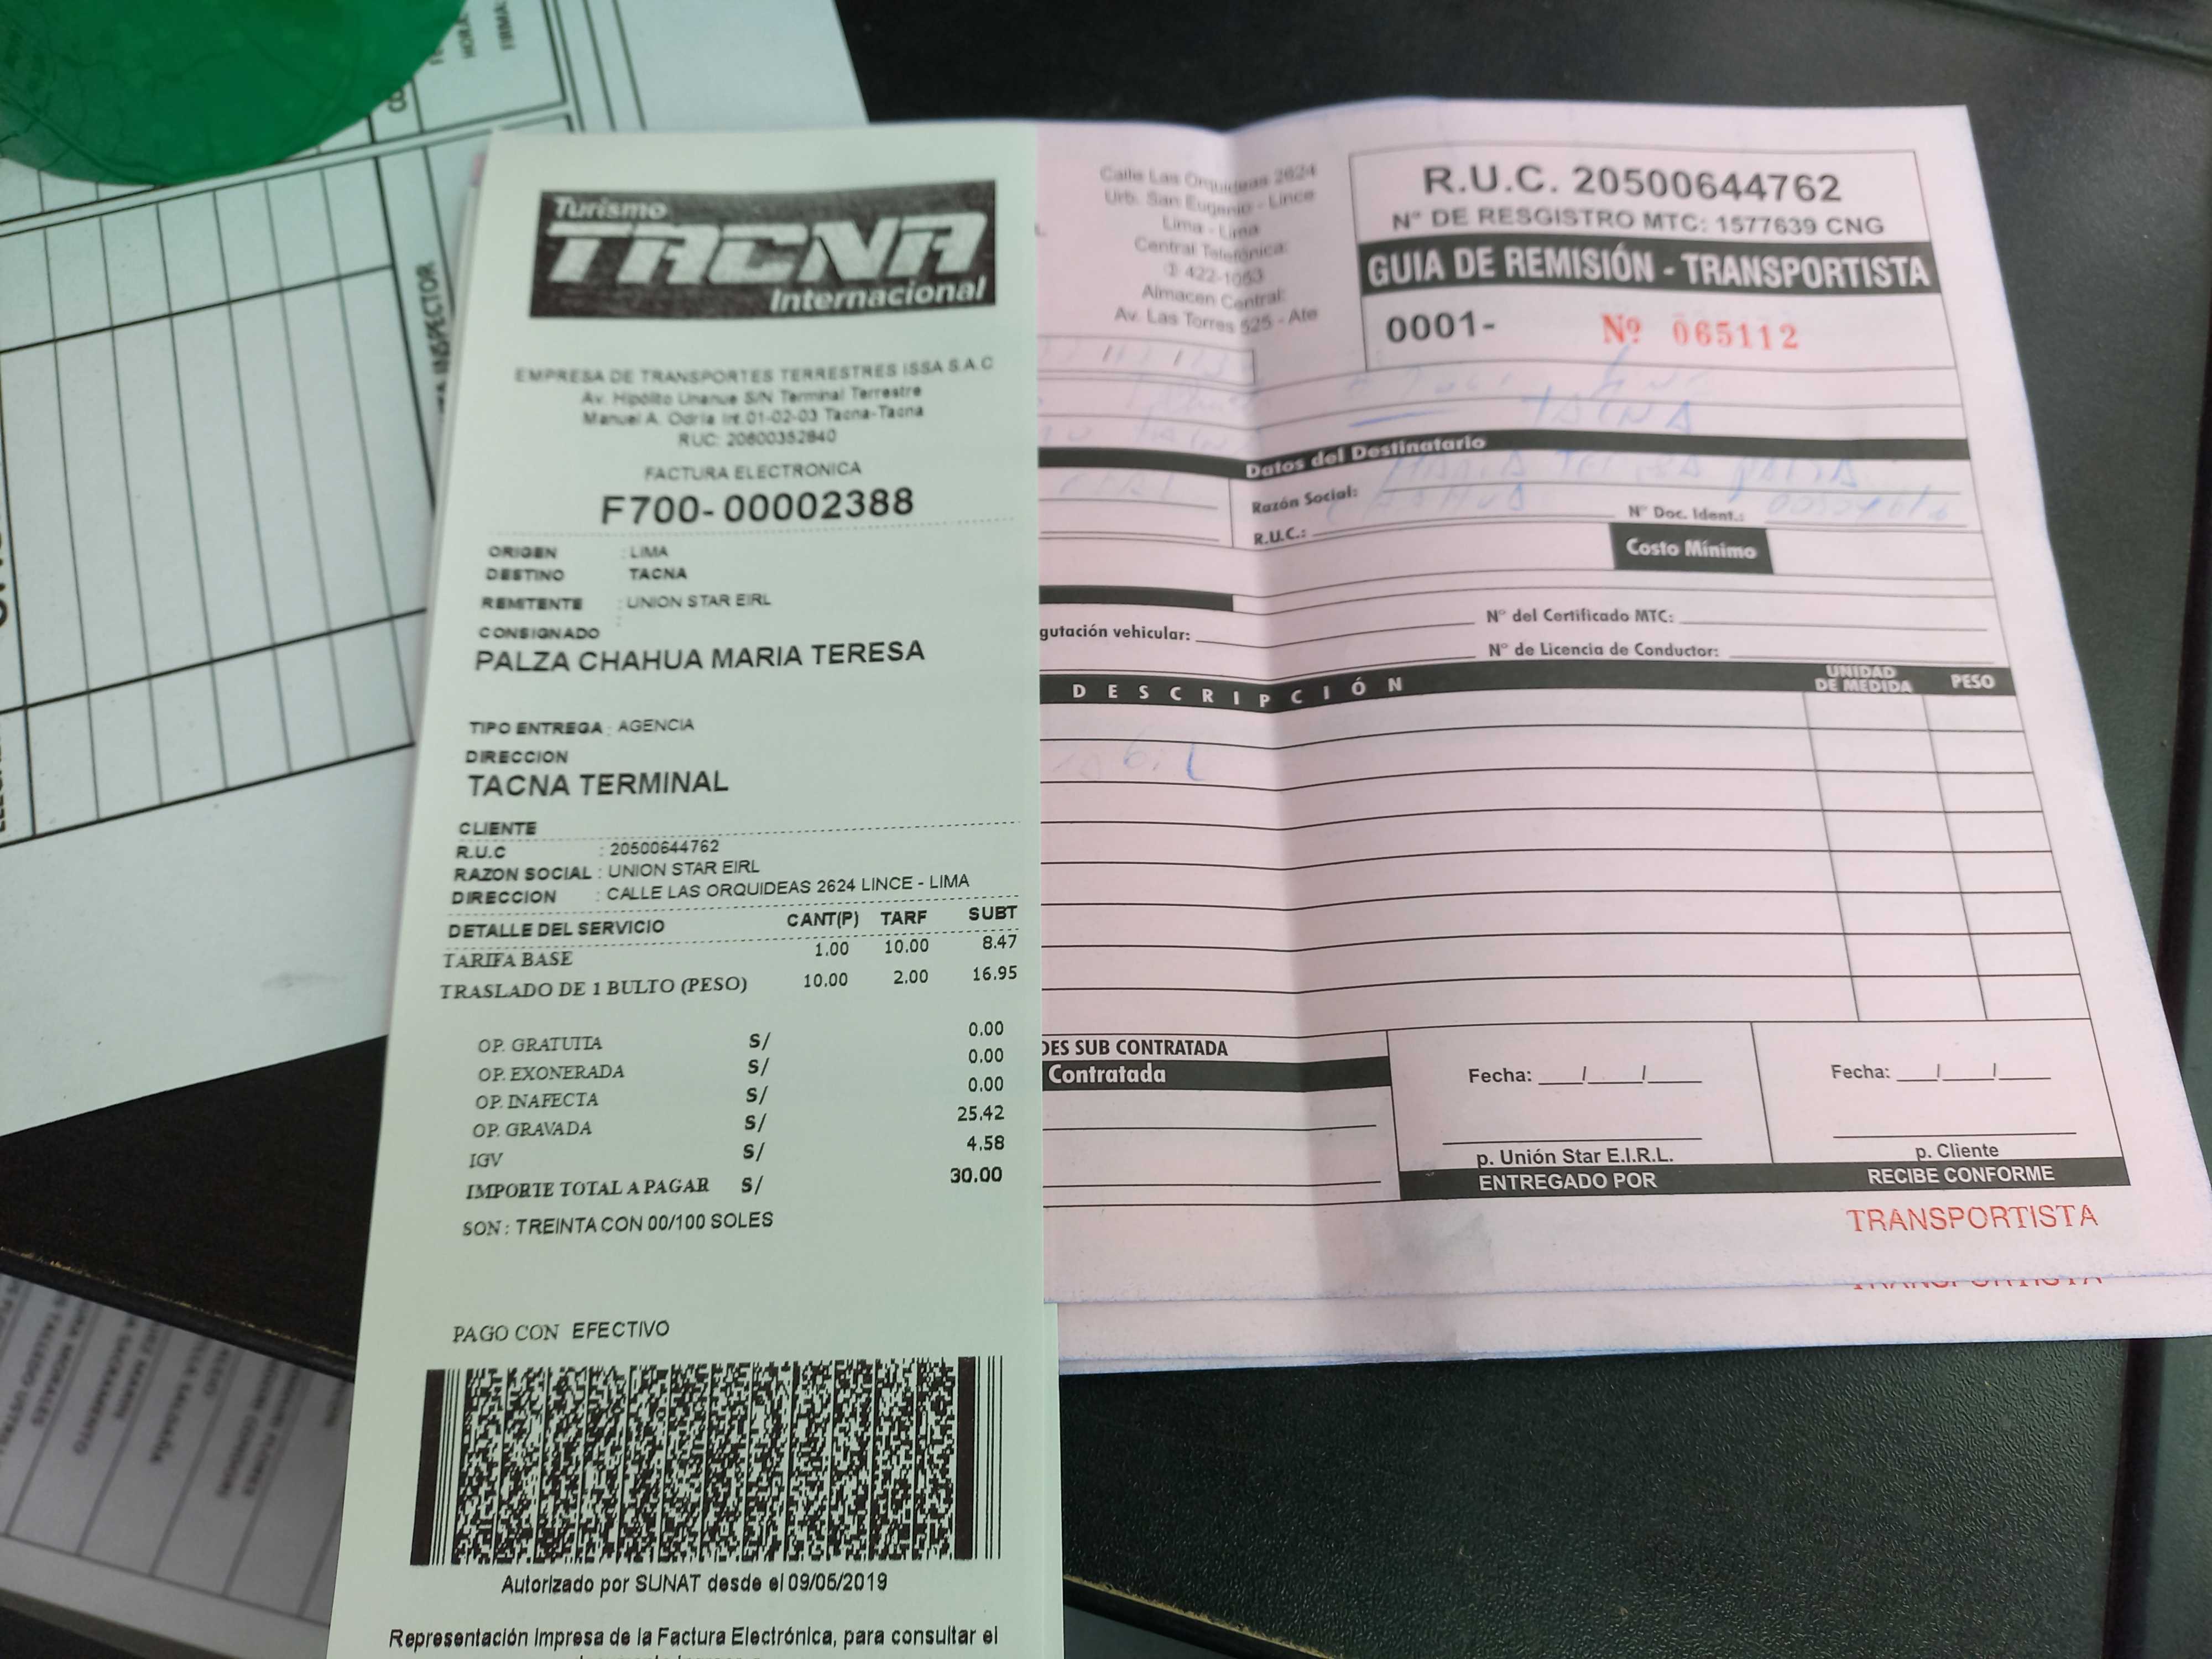 Turismo
TACNA
Internacional
EMPRESA DE TRANSPORTES TERRESTRES ISSA S.A.C
Av. Hipólito Unanue S/N Terminal Terrestre
Manuel A. Odria Int.01-02-03 Tacna-Tacna
RUC: 20600352840
FACTURA ELECTRONICA
F700-00002388
ORIGEN : LIMA
DESTINO TACNA
REMITENTE : UNION STAR EIRL
:
CONSIGNADO
PALZA CHAHUA MARIA TERESA
TIPO ENTREGA : AGENCIA
DIRECCION
TACNA TERMINAL
CLIENTE
R.U.C : 20500644762
RAZON SOCIAL : UNION STAR EIRL
DIRECCION : CALLE LAS ORQUIDEAS 2624 LINCE - LIMA
DETALLE DEL SERVICIO CANT(P) TARF SUBT
TARIFA BASE 1.00 10.00 8.47
TRASLADO DE 1 BULTO (PESO) 10.00 2.00 16.95
OP. GRATUITA S/ 0.00
OP. EXONERADA S/ 0.00
OP. INAFECTA S/ 0.00
OP. GRAVADA S/ 25.42
IGV S/ 4.58
IMPORTE TOTAL A PAGAR S/ 30.00
SON : TREINTA CON 00/100 SOLES
PAGO CON EFECTIVO
Autorizado por SUNAT desde el 09/05/2019
Representación Impresa de la Factura Electrónica, para consultar el
Calle Las Orquideas 2624
Urb. San Eugenio - Lince
Lima - Lima
Central Telefónica:
422-1053
Almacen Central:
Av. Las Torres 525 - Ate
R.U.C. 20500644762
N° DE RESGISTRO MTC: 1577639 CNG
GUIA DE REMISIÓN - TRANSPORTISTA
0001- Nº 065112
TACNA
Datos del Destinatario
Razón Social: MARIA TERESA PALZA
CHAHUA
R.U.C.: N° Doc. Ident.:
Costo Mínimo
gutación vehicular: N° del Certificado MTC:
N° de Licencia de Conductor:
DESCRIPCIÓN UNIDAD DE MEDIDA PESO
DES SUB CONTRATADA
Contratada
Fecha: / / Fecha: / /
p. Unión Star E.I.R.L. p. Cliente
ENTREGADO POR RECIBE CONFORME
TRANSPORTISTA
TRANSPORTISTA
HORA
FIRMA:
INSPECTOR